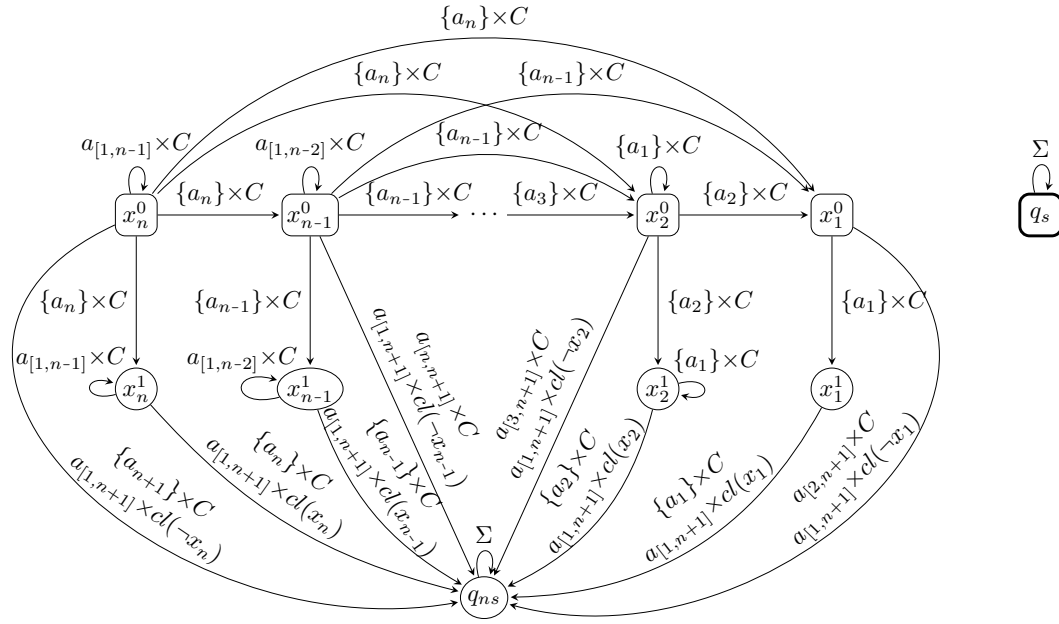 {a_n}×C
{a_n}×C
{a_{n-1}}×C
a_{[1,n-1]}×C
a_{[1,n-2]}×C
{a_{n-1}}×C
{a_1}×C
Σ
{a_n}×C
{a_{n-1}}×C
{a_3}×C
{a_2}×C
x_n^0
x_{n-1}^0
⋯
x_2^0
x_1^0
q_s
{a_n}×C
{a_{n-1}}×C
{a_2}×C
{a_1}×C
a_{[1,n-1]}×C
a_{[1,n-2]}×C
{a_1}×C
x_n^1
x_{n-1}^1
x_2^1
x_1^1
a_{[n,n+1]}×C
a_{[1,n+1]}×cl(¬x_{n-1})
a_{[3,n+1]}×C
a_{[1,n+1]}×cl(¬x_2)
{a_{n+1}}×C
a_{[1,n+1]}×cl(¬x_n)
{a_n}×C
a_{[1,n+1]}×cl(x_n)
{a_{n-1}}×C
a_{[1,n+1]}×cl(x_{n-1})
{a_2}×C
a_{[1,n+1]}×cl(x_2)
{a_1}×C
a_{[1,n+1]}×cl(x_1)
a_{[2,n+1]}×C
a_{[1,n+1]}×cl(¬x_1)
Σ
q_{ns}